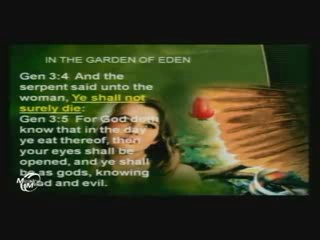 IN THE GARDEN OF EDEN
Gen 3:4 And the
serpent said unto the
woman, Ye shall not
surely die:
Gen 3:5 For God doth
know that in the day
ye eat thereof, then
your eyes shall be
opened, and ye shall
be as gods, knowing
good and evil.